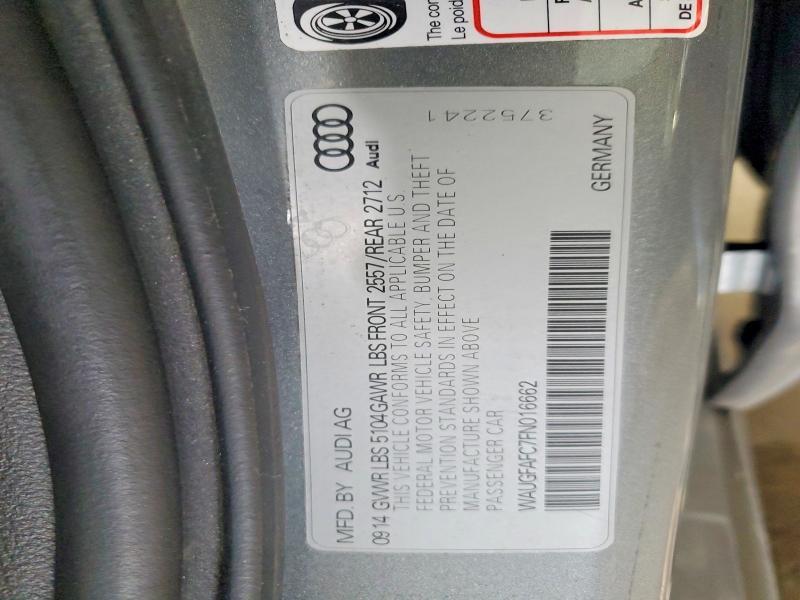 The
Le poid
MFD. BY AUDI AG
Audi
09 14 GVWR LBS 5104 GAWR LBS FRONT 2557/REAR 2712
THIS VEHICLE CONFORMS TO ALL APPLICABLE U S
FEDERAL MOTOR VEHICLE SAFETY, BUMPER AND THEFT
PREVENTION STANDARDS IN EFFECT ON THE DATE OF
MANUFACTURE SHOWN ABOVE
PASSENGER CAR
3752241
WAUGFAFC7FN016662
GERMANY